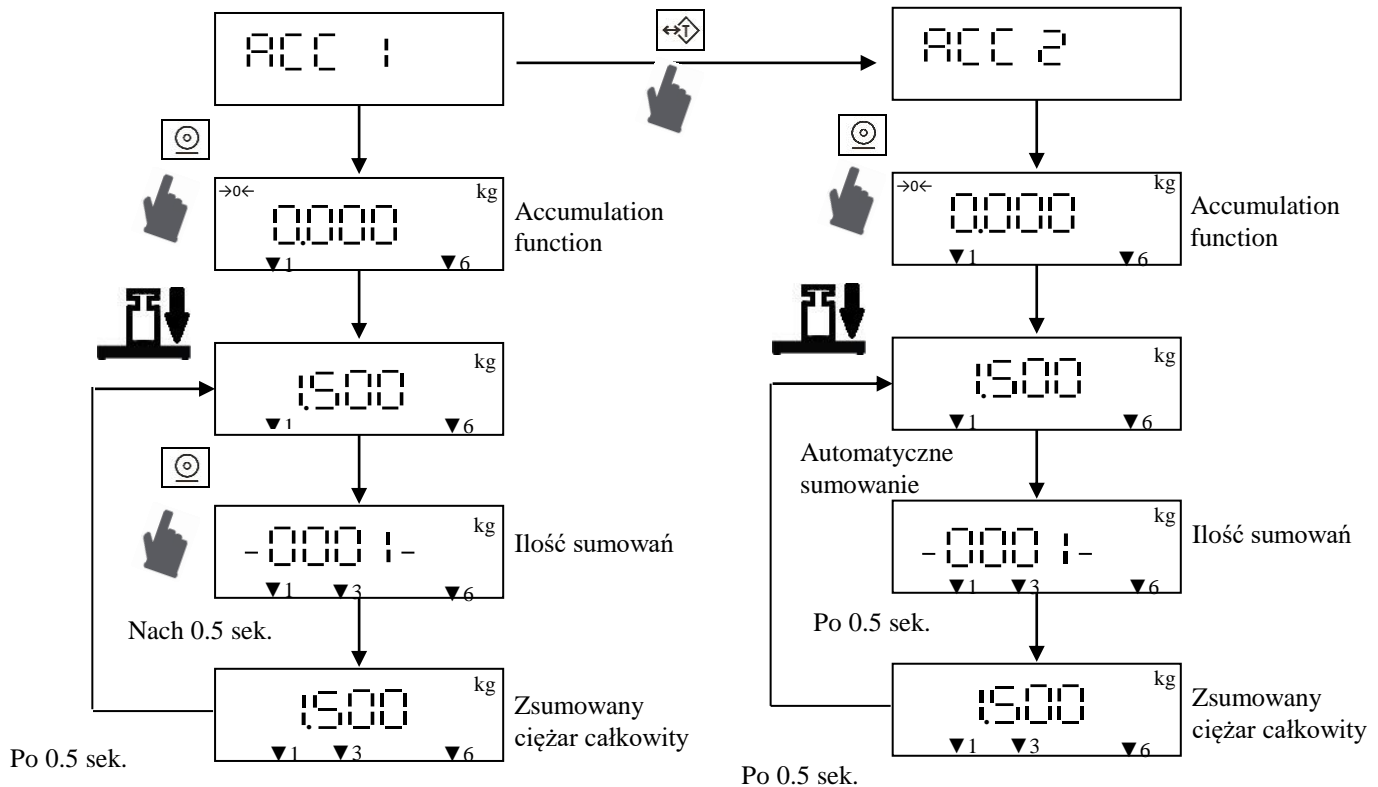 ACC 1
T
ACC 2
→0← kg
0.000
▼1 ▼6
Accumulation
function
→0← kg
0.000
▼1 ▼6
Accumulation
function
kg
1.500
▼1 ▼6
kg
1.500
▼1 ▼6
Automatyczne
sumowanie
kg
-0001-
▼1 ▼3 ▼6
Ilość sumowań
kg
-0001-
▼1 ▼3 ▼6
Ilość sumowań
Nach 0.5 sek.
Po 0.5 sek.
kg
1.500
▼1 ▼3 ▼6
Zsumowany
ciężar całkowity
kg
1.500
▼1 ▼3 ▼6
Zsumowany
ciężar całkowity
Po 0.5 sek.
Po 0.5 sek.